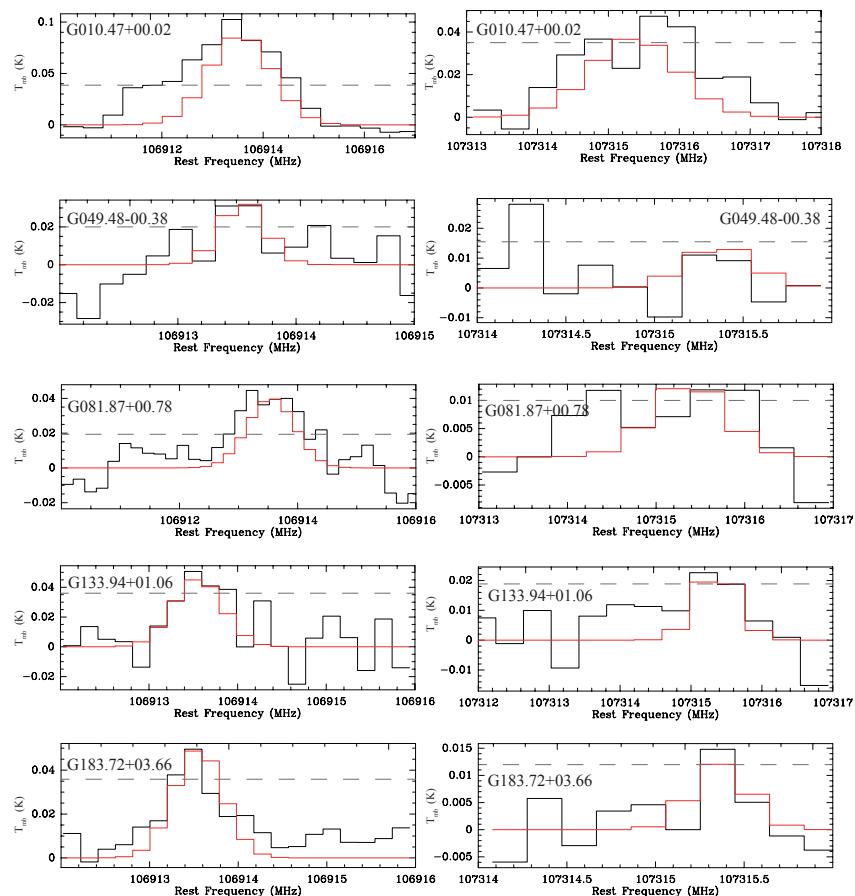 G010.47+00.02
T_mb (K)
0.1
0.05
0
106912 106914 106916
Rest Frequency (MHz)
G010.47+00.02
T_mb (K)
0.04
0.02
0
107313 107314 107315 107316 107317 107318
Rest Frequency (MHz)
G049.48-00.38
T_mb (K)
0.02
0
-0.02
106913 106914 106915
Rest Frequency (MHz)
G049.48-00.38
T_mb (K)
0.02
0.01
0
-0.01
107314 107314.5 107315 107315.5
Rest Frequency (MHz)
G081.87+00.78
T_mb (K)
0.04
0.02
0
-0.02
106912 106914 106916
Rest Frequency (MHz)
G081.87+00.78
T_mb (K)
0.01
0.005
0
-0.005
107313 107314 107315 107316 107317
Rest Frequency (MHz)
G133.94+01.06
T_mb (K)
0.04
0.02
0
-0.02
106913 106914 106915 106916
Rest Frequency (MHz)
G133.94+01.06
T_mb (K)
0.02
0.01
0
-0.01
107312 107313 107314 107315 107316 107317
Rest Frequency (MHz)
G183.72+03.66
T_mb (K)
0.04
0.02
0
106913 106914 106915 106916
Rest Frequency (MHz)
G183.72+03.66
T_mb (K)
0.015
0.01
0.005
0
-0.005
107314 107314.5 107315 107315.5
Rest Frequency (MHz)